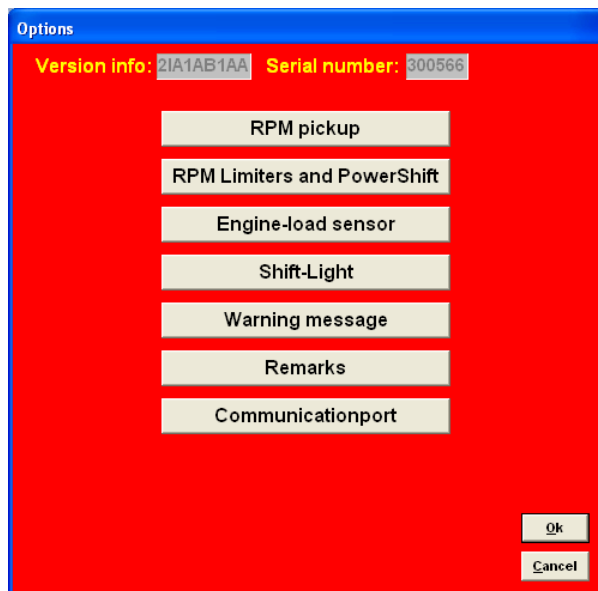 Options
Version info: 2IA1AB1AA Serial number: 300566
RPM pickup
RPM Limiters and PowerShift
Engine-load sensor
Shift-Light
Warning message
Remarks
Communicationport
Ok
Cancel